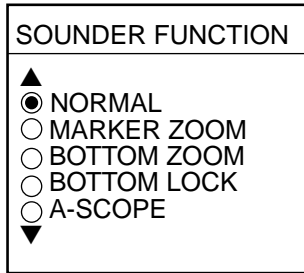 SOUNDER FUNCTION
NORMAL
MARKER ZOOM
BOTTOM ZOOM
BOTTOM LOCK
A-SCOPE